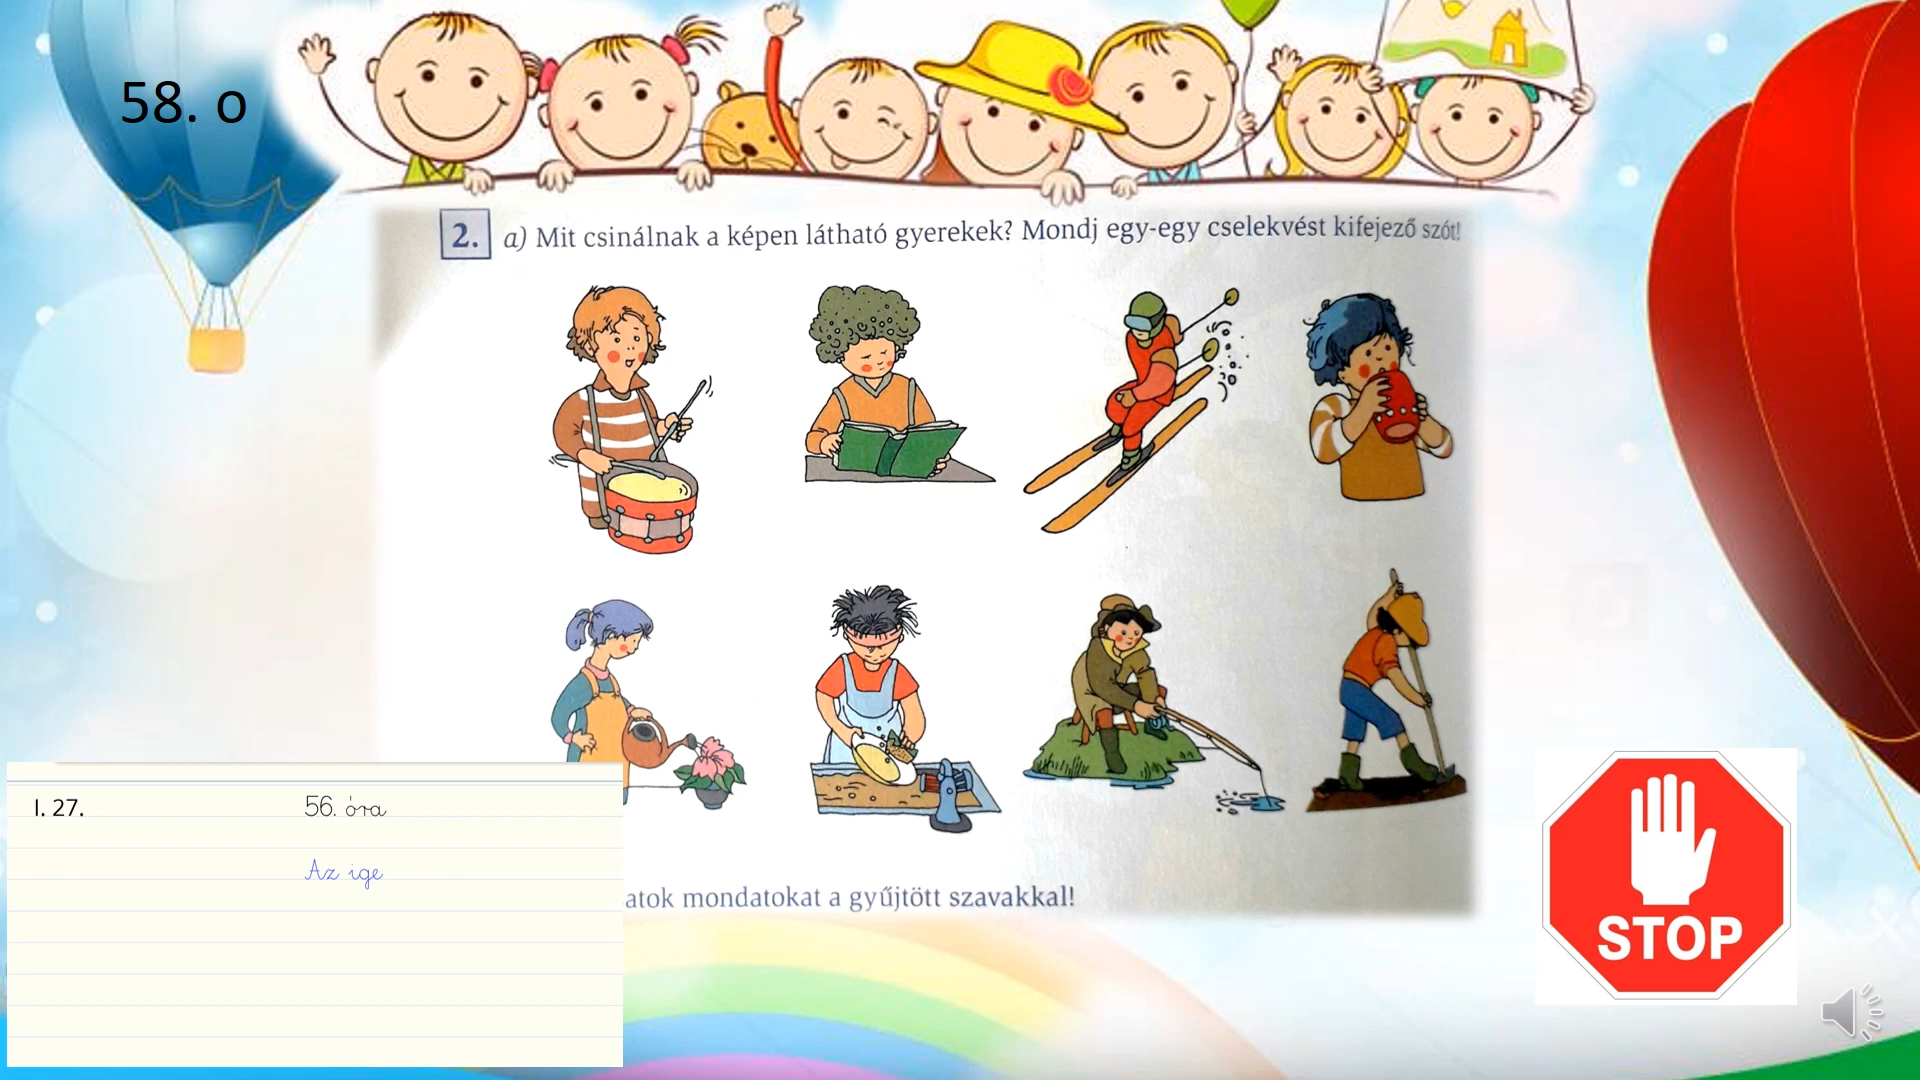 58. o
2. a) Mit csinálnak a képen látható gyerekek? Mondj egy-egy cselekvést kifejező szót!
I. 27.
56. óra
Az ige
atok mondatokat a gyűjtött szavakkal!
STOP